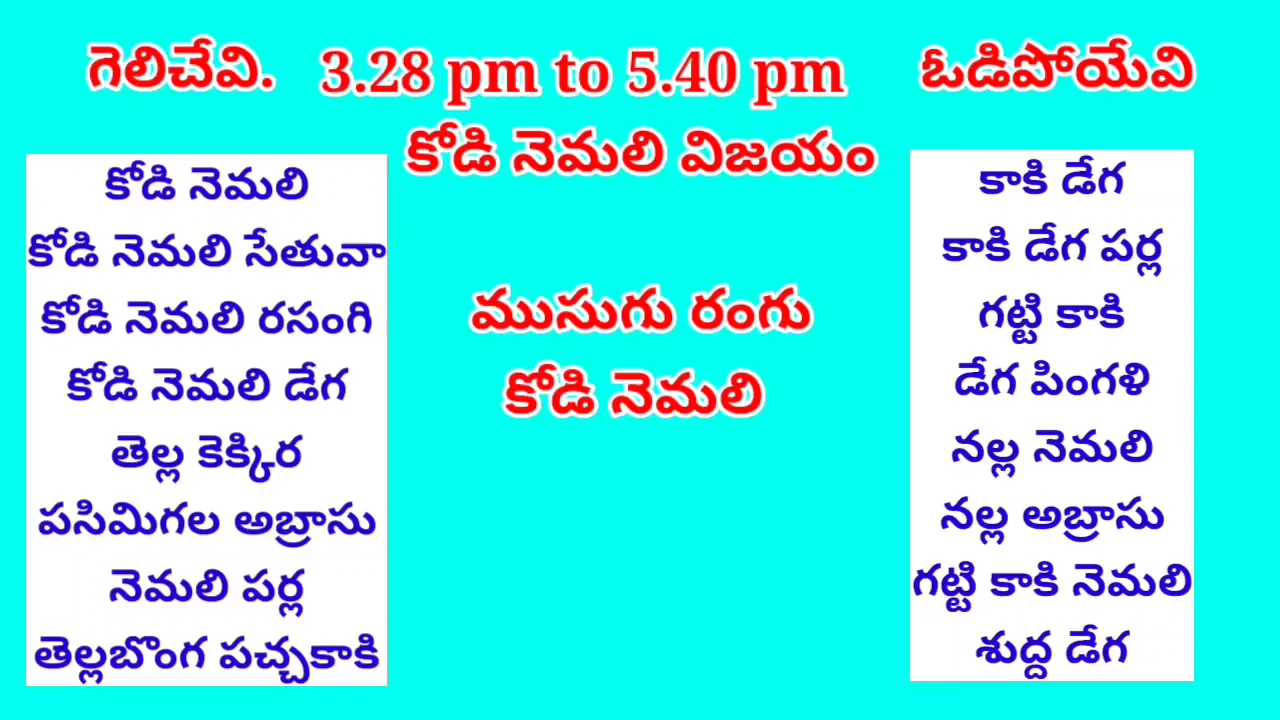 గెలిచేవి. 3.28 pm to 5.40 pm ఓడిపోయేవి
కోడి నెమలి విజయం
ముసుగు రంగు
కోడి నెమలి
కోడి నెమలి
కోడి నెమలి సేతువా
కోడి నెమలి రసంగి
కోడి నెమలి డేగ
తెల్ల కెక్కిర
పసిమిగల అబ్రాసు
నెమలి పర్ల
తెల్లబొంగ పచ్చకాకి
కాకి డేగ
కాకి డేగ పర్ల
గట్టి కాకి
డేగ పింగళి
నల్ల నెమలి
నల్ల అబ్రాసు
గట్టి కాకి నెమలి
శుద్ద డేగ